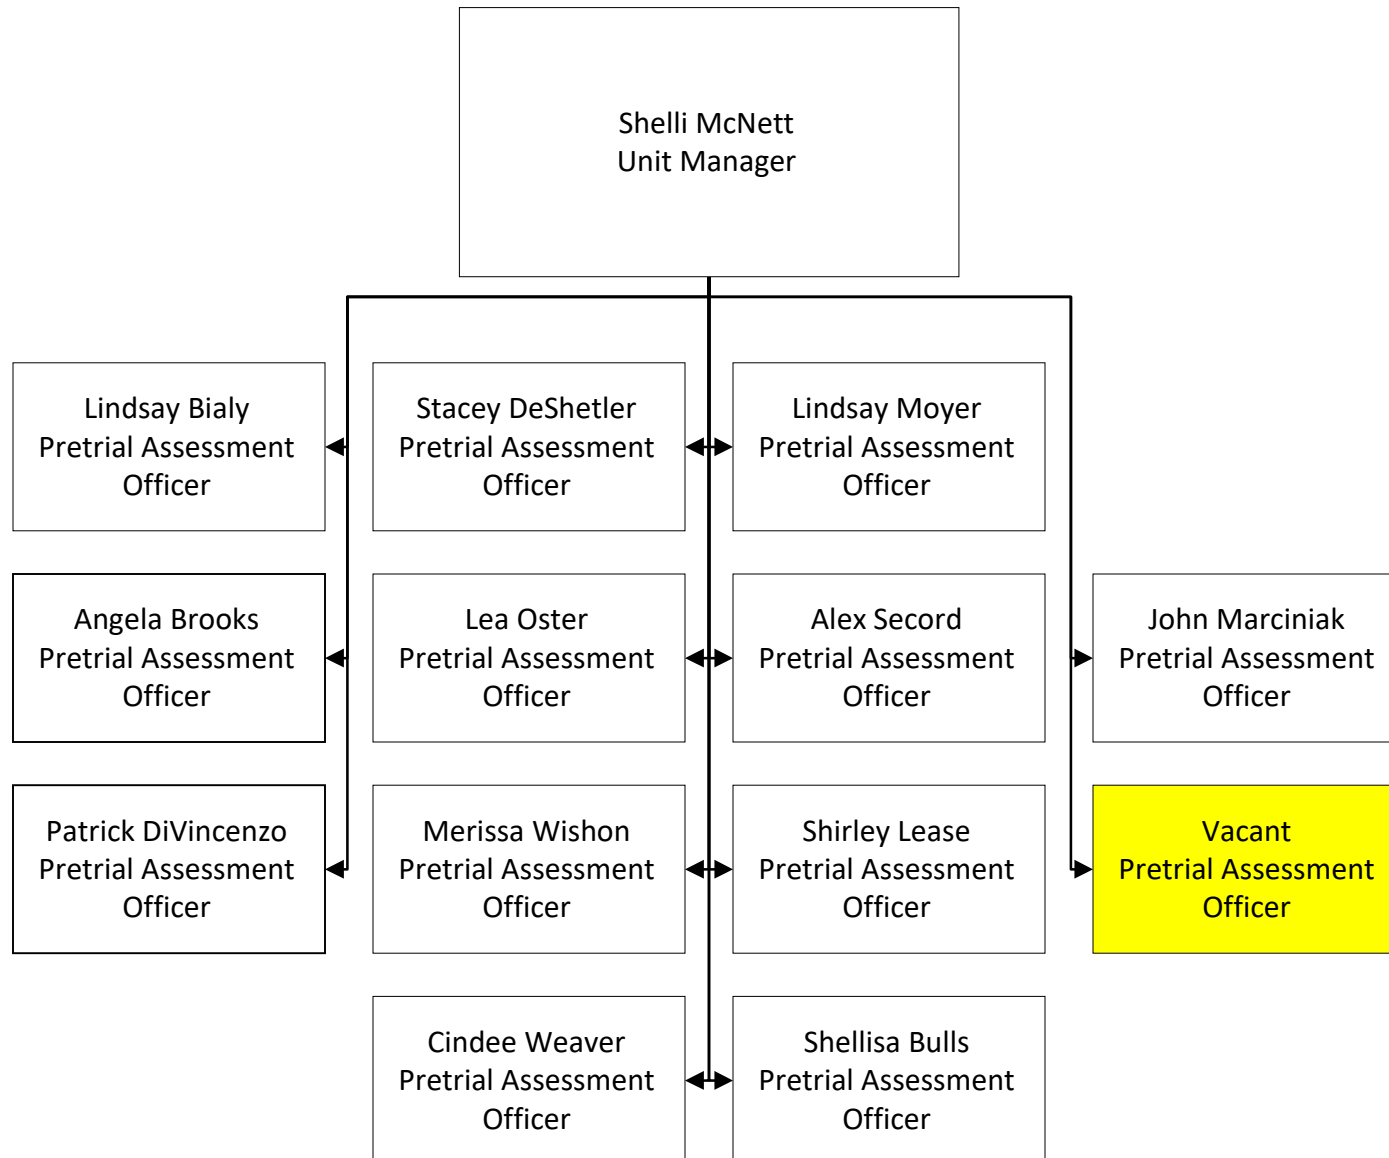 Shelli McNett
Unit Manager
Lindsay Bialy
Pretrial Assessment
Officer
Stacey DeShetler
Pretrial Assessment
Officer
Lindsay Moyer
Pretrial Assessment
Officer
Angela Brooks
Pretrial Assessment
Officer
Lea Oster
Pretrial Assessment
Officer
Alex Secord
Pretrial Assessment
Officer
John Marciniak
Pretrial Assessment
Officer
Patrick DiVincenzo
Pretrial Assessment
Officer
Merissa Wishon
Pretrial Assessment
Officer
Shirley Lease
Pretrial Assessment
Officer
Vacant
Pretrial Assessment
Officer
Cindee Weaver
Pretrial Assessment
Officer
Shellisa Bulls
Pretrial Assessment
Officer